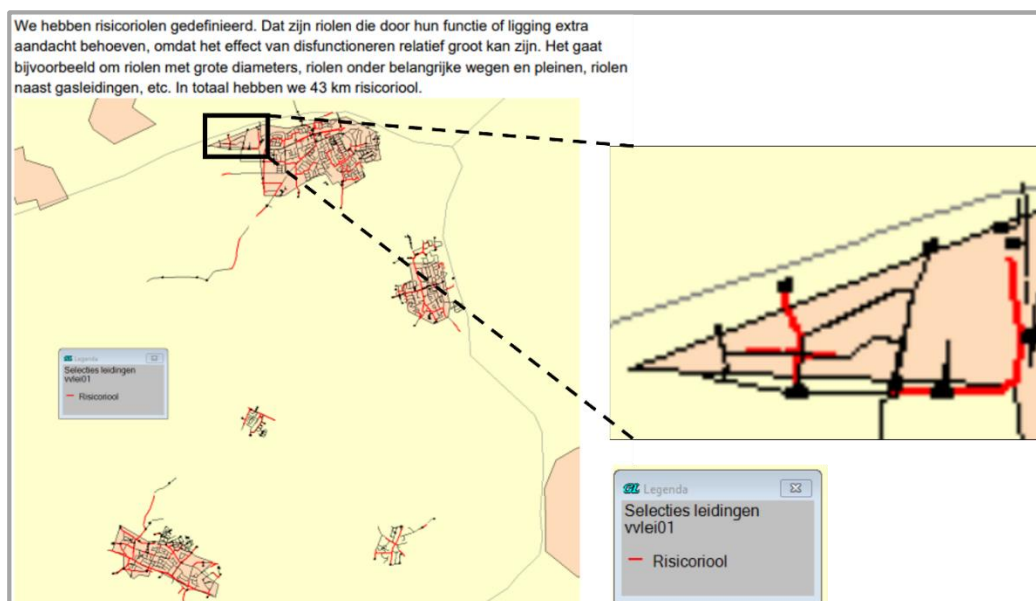 We hebben risicoriolen gedefinieerd. Dat zijn riolen die door hun functie of ligging extra
aandacht behoeven, omdat het effect van disfunctioneren relatief groot kan zijn. Het gaat
bijvoorbeeld om riolen met grote diameters, riolen onder belangrijke wegen en pleinen, riolen
naast gasleidingen, etc. In totaal hebben we 43 km risicoriool.
Legenda
Selecties leidingen
vvlei01
Risicoriool
GL Legenda
Selecties leidingen
vvlei01
Risicoriool